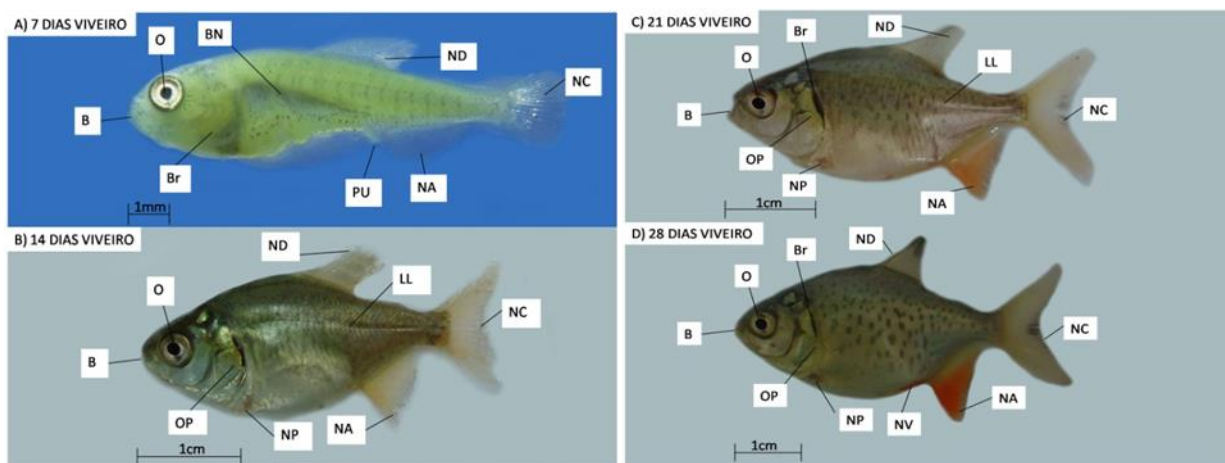 A) 7 DIAS VIVEIRO
O
BN
ND
NC
B
Br
PU
NA
1mm
B) 14 DIAS VIVEIRO
ND
O
LL
NC
B
OP
NP
NA
1cm
C) 21 DIAS VIVEIRO
Br
ND
O
LL
B
NC
OP
NP
NA
1cm
D) 28 DIAS VIVEIRO
Br
ND
O
B
NC
OP
NP
NV
NA
1cm